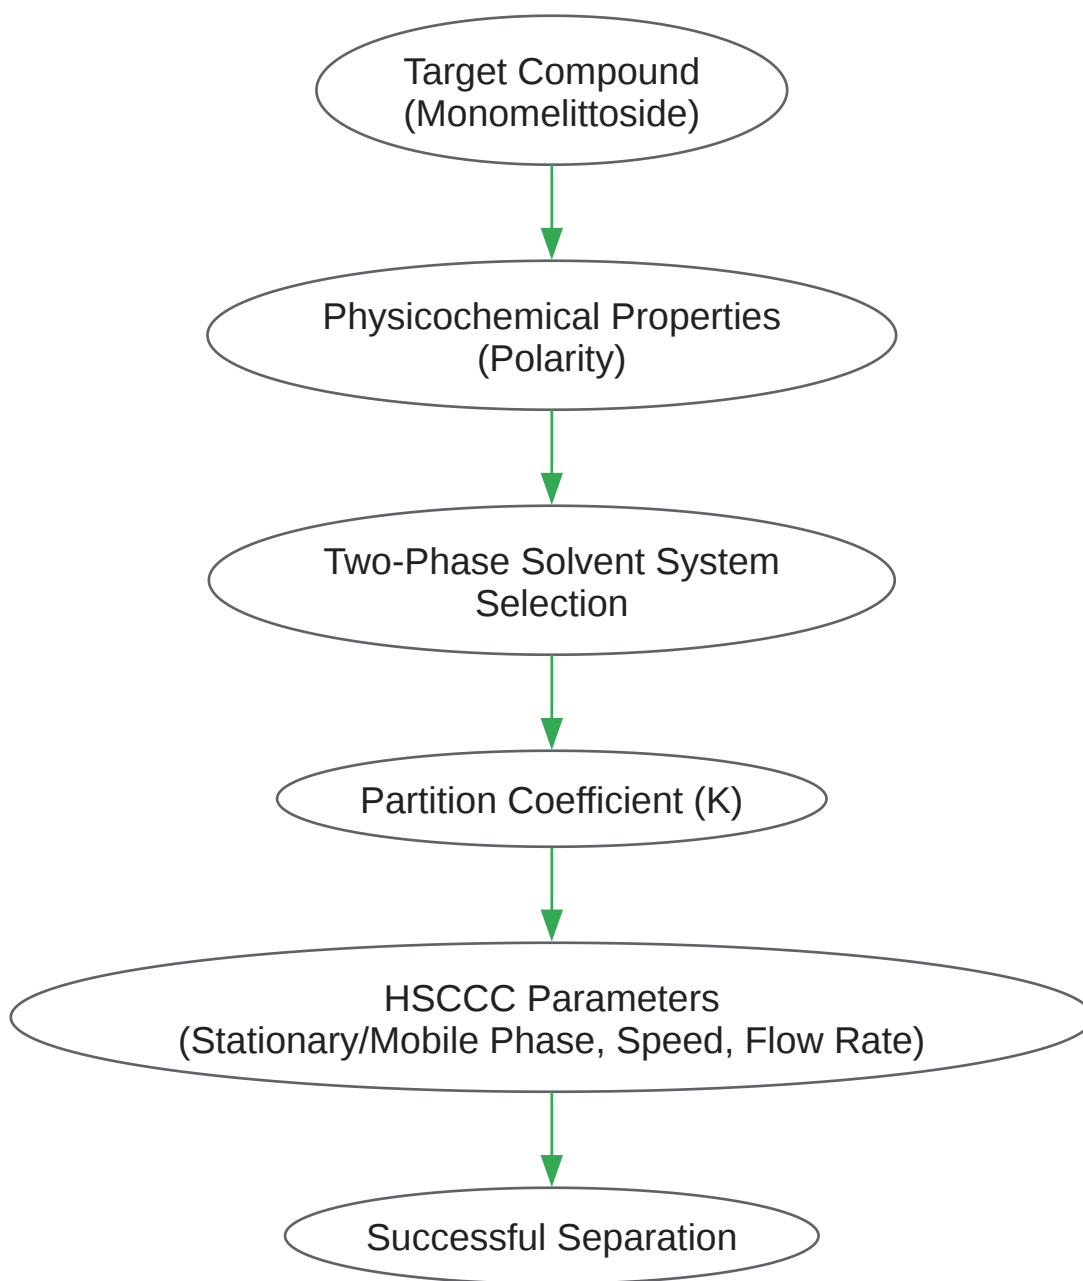 Target Compound
(Monomelittoside)
Physicochemical Properties
(Polarity)
Two-Phase Solvent System
Selection
Partition Coefficient (K)
HSCCC Parameters
(Stationary/Mobile Phase, Speed, Flow Rate)
Successful Separation